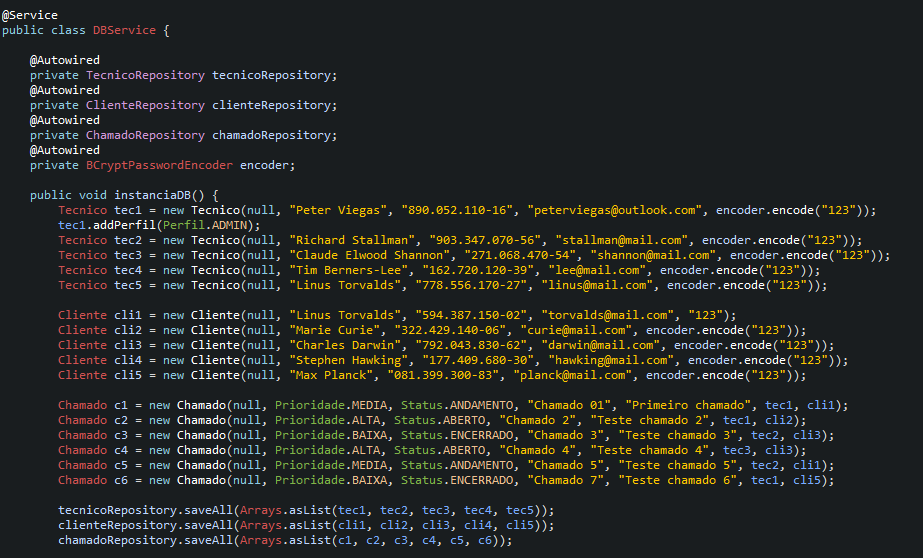 @Service
public class DBService {
@Autowired
private TecnicoRepository tecnicoRepository;
@Autowired
private ClienteRepository clienteRepository;
@Autowired
private ChamadoRepository chamadoRepository;
@Autowired
private BCryptPasswordEncoder encoder;
public void instanciaDB() {
Tecnico tec1 = new Tecnico(null, "Peter Viegas", "890.052.110-16", "peterviegas@outlook.com", encoder.encode("123"));
tec1.addPerfil(Perfil.ADMIN);
Tecnico tec2 = new Tecnico(null, "Richard Stallman", "903.347.070-56", "stallman@mail.com", encoder.encode("123"));
Tecnico tec3 = new Tecnico(null, "Claude Elwood Shannon", "271.068.470-54", "shannon@mail.com", encoder.encode("123"));
Tecnico tec4 = new Tecnico(null, "Tim Berners-Lee", "162.720.120-39", "lee@mail.com", encoder.encode("123"));
Tecnico tec5 = new Tecnico(null, "Linus Torvalds", "778.556.170-27", "linus@mail.com", encoder.encode("123"));
Cliente cli1 = new Cliente(null, "Linus Torvalds", "594.387.150-02", "torvalds@mail.com", "123");
Cliente cli2 = new Cliente(null, "Marie Curie", "322.429.140-06", "curie@mail.com", encoder.encode("123"));
Cliente cli3 = new Cliente(null, "Charles Darwin", "792.043.830-62", "darwin@mail.com", encoder.encode("123"));
Cliente cli4 = new Cliente(null, "Stephen Hawking", "177.409.680-30", "hawking@mail.com", encoder.encode("123"));
Cliente cli5 = new Cliente(null, "Max Planck", "081.399.300-83", "planck@mail.com", encoder.encode("123"));
Chamado c1 = new Chamado(null, Prioridade.MEDIA, Status.ANDAMENTO, "Chamado 01", "Primeiro chamado", tec1, cli1);
Chamado c2 = new Chamado(null, Prioridade.ALTA, Status.ABERTO, "Chamado 2", "Teste chamado 2", tec1, cli2);
Chamado c3 = new Chamado(null, Prioridade.BAIXA, Status.ENCERRADO, "Chamado 3", "Teste chamado 3", tec2, cli3);
Chamado c4 = new Chamado(null, Prioridade.ALTA, Status.ABERTO, "Chamado 4", "Teste chamado 4", tec3, cli3);
Chamado c5 = new Chamado(null, Prioridade.MEDIA, Status.ANDAMENTO, "Chamado 5", "Teste chamado 5", tec2, cli1);
Chamado c6 = new Chamado(null, Prioridade.BAIXA, Status.ENCERRADO, "Chamado 7", "Teste chamado 6", tec1, cli5);
tecnicoRepository.saveAll(Arrays.asList(tec1, tec2, tec3, tec4, tec5));
clienteRepository.saveAll(Arrays.asList(cli1, cli2, cli3, cli4, cli5));
chamadoRepository.saveAll(Arrays.asList(c1, c2, c3, c4, c5, c6));